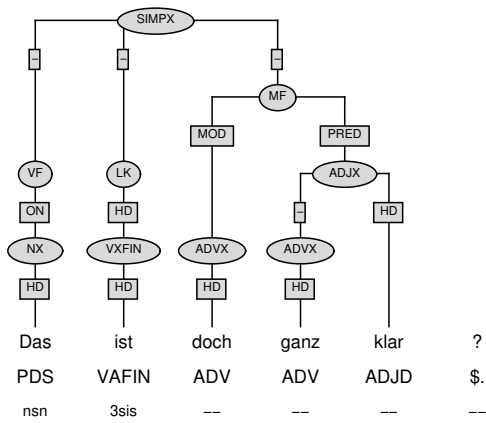 SIMPX
– – –
MF
MOD PRED
VF LK ADJX
ON HD – HD
NX VXFIN ADVX ADVX
HD HD HD HD
Das ist doch ganz klar ?
PDS VAFIN ADV ADV ADJD $.
nsn 3sis –– –– –– ––